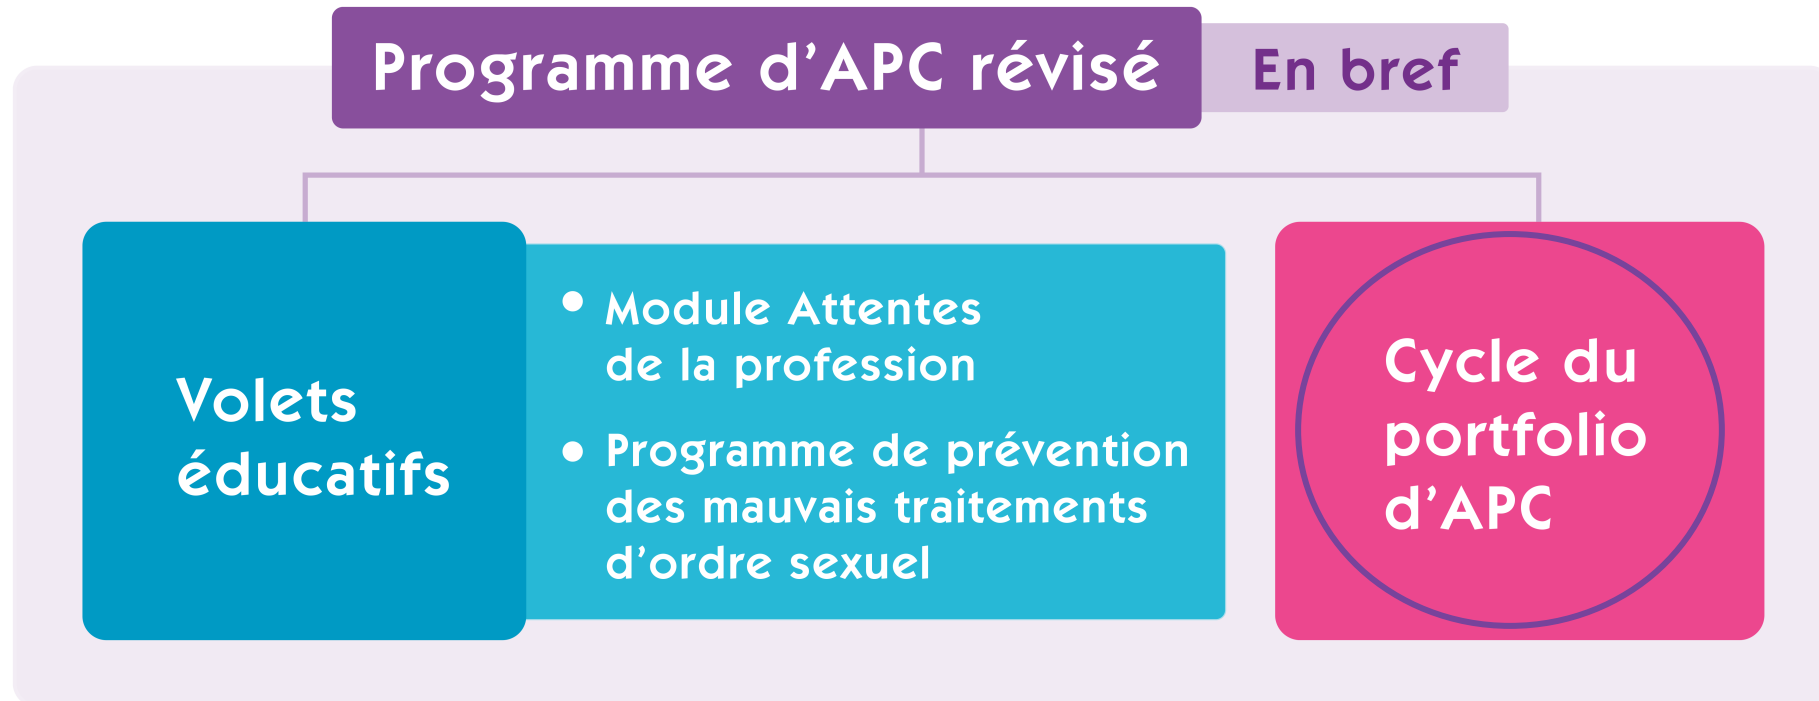 Programme d’APC révisé
En bref
Volets
éducatifs
• Module Attentes
de la profession
• Programme de prévention
des mauvais traitements
d’ordre sexuel
Cycle du
portfolio
d’APC